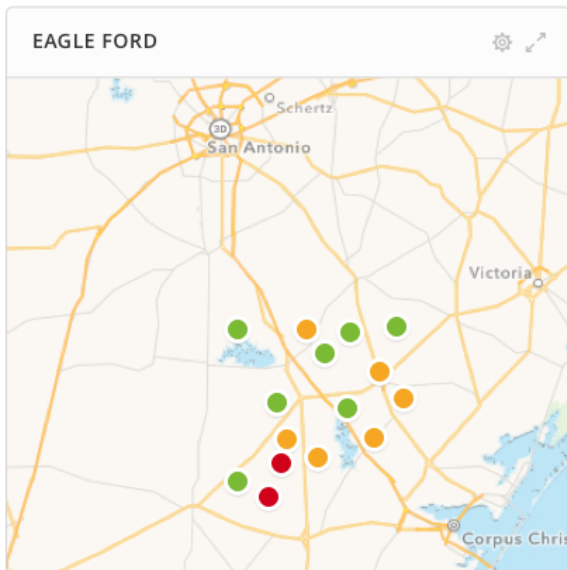 EAGLE FORD
Schertz
3D
San Antonio
Victoria
Corpus Chris